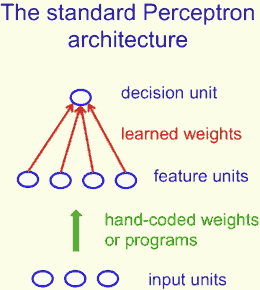 The standard Perceptron
architecture
decision unit
learned weights
feature units
hand-coded weights
or programs
input units